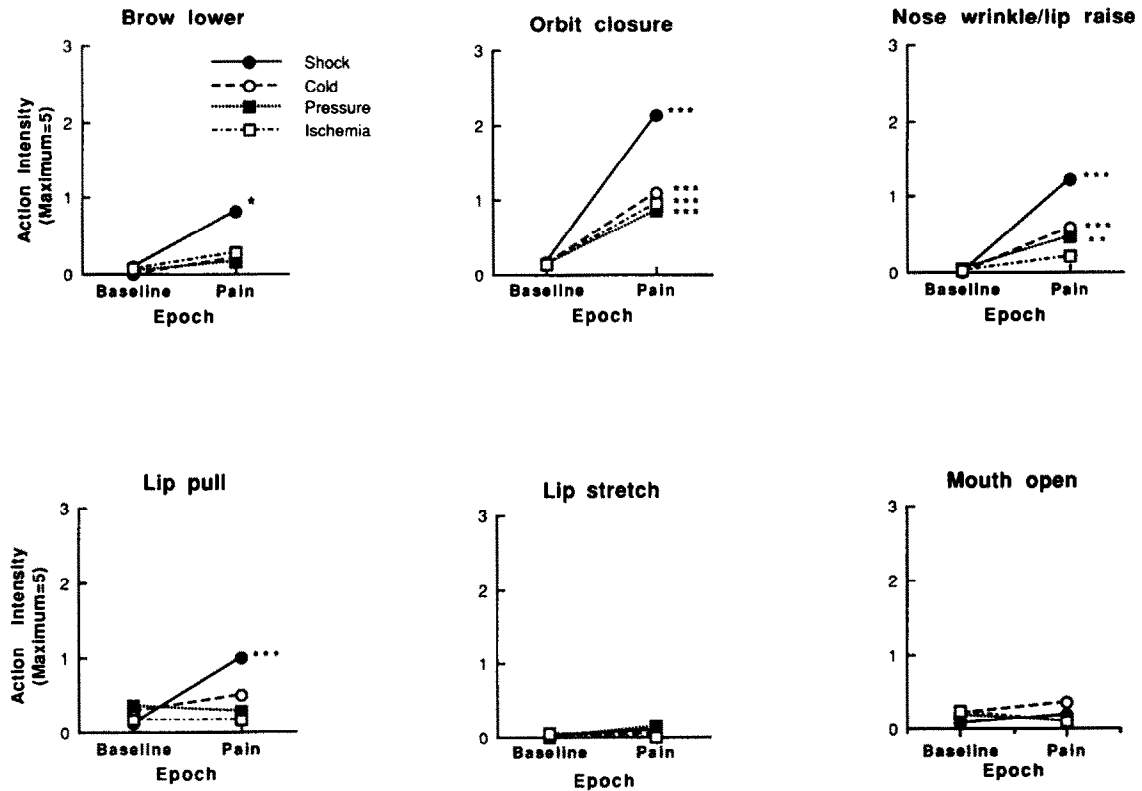 Brow lower
Orbit closure
Nose wrinkle/lip raise
3
2
1
0
Action Intensity
(Maximum=5)
Shock
Cold
Pressure
Ischemia
*
Baseline Pain
Epoch
3
2
1
0
***
***
***
***
Baseline Pain
Epoch
3
2
1
0
***
***
**
Baseline Pain
Epoch
Lip pull
Lip stretch
Mouth open
3
2
1
0
Action Intensity
(Maximum=5)
***
Baseline Pain
Epoch
3
2
1
0
Baseline Pain
Epoch
3
2
1
0
Baseline Pain
Epoch